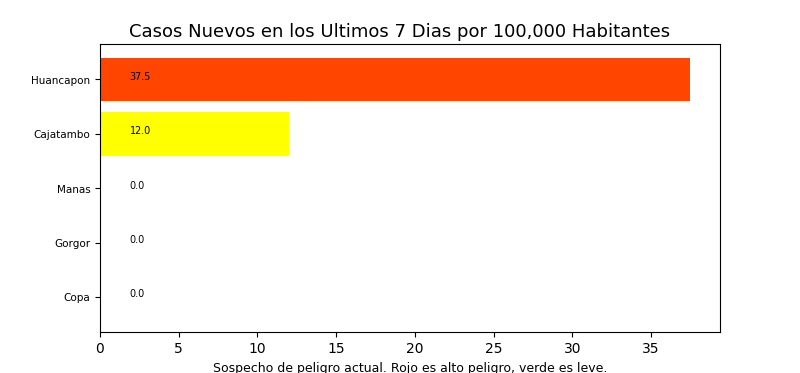 Casos Nuevos en los Ultimos 7 Dias por 100,000 Habitantes
Huancapon
37.5
Cajatambo
12.0
Manas
0.0
Gorgor
0.0
Copa
0.0
0 5 10 15 20 25 30 35
Sospecho de peligro actual. Rojo es alto peligro, verde es leve.